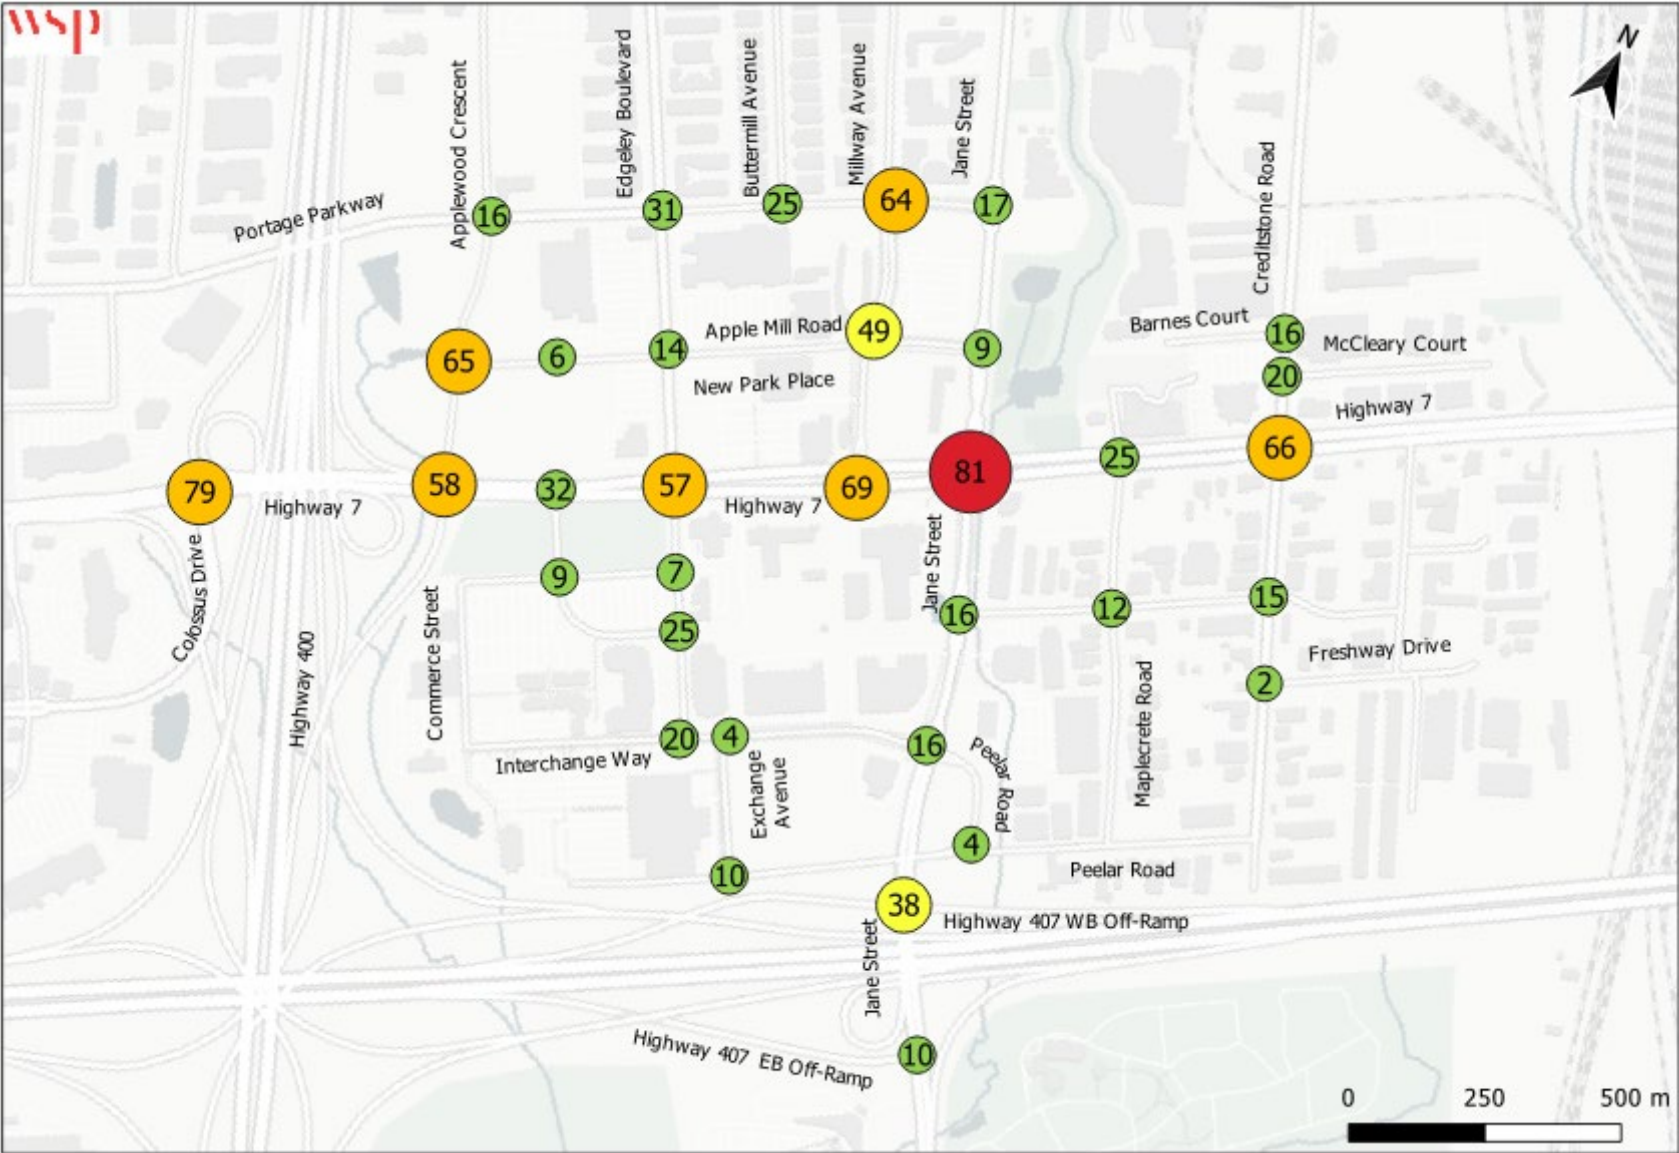 wsp
N
Applewood Crescent
Edgeley Boulevard
Buttermill Avenue
Millway Avenue
Jane Street
Creditstone Road
Portage Parkway
16
31
25
64
17
Apple Mill Road
49
Barnes Court
16
McCleary Court
65
6
14
9
20
New Park Place
Highway 7
79
Highway 7
58
32
57
Highway 7
69
81
25
66
Colossus Drive
Highway 400
Commerce Street
9
7
25
Jane Street
16
12
15
Freshway Drive
2
Maplecrete Road
Interchange Way
20
4
Exchange
Avenue
16
Peelar Road
4
10
Peelar Road
38
Highway 407 WB Off-Ramp
Jane Street
Highway 407 EB Off-Ramp
10
0 250 500 m